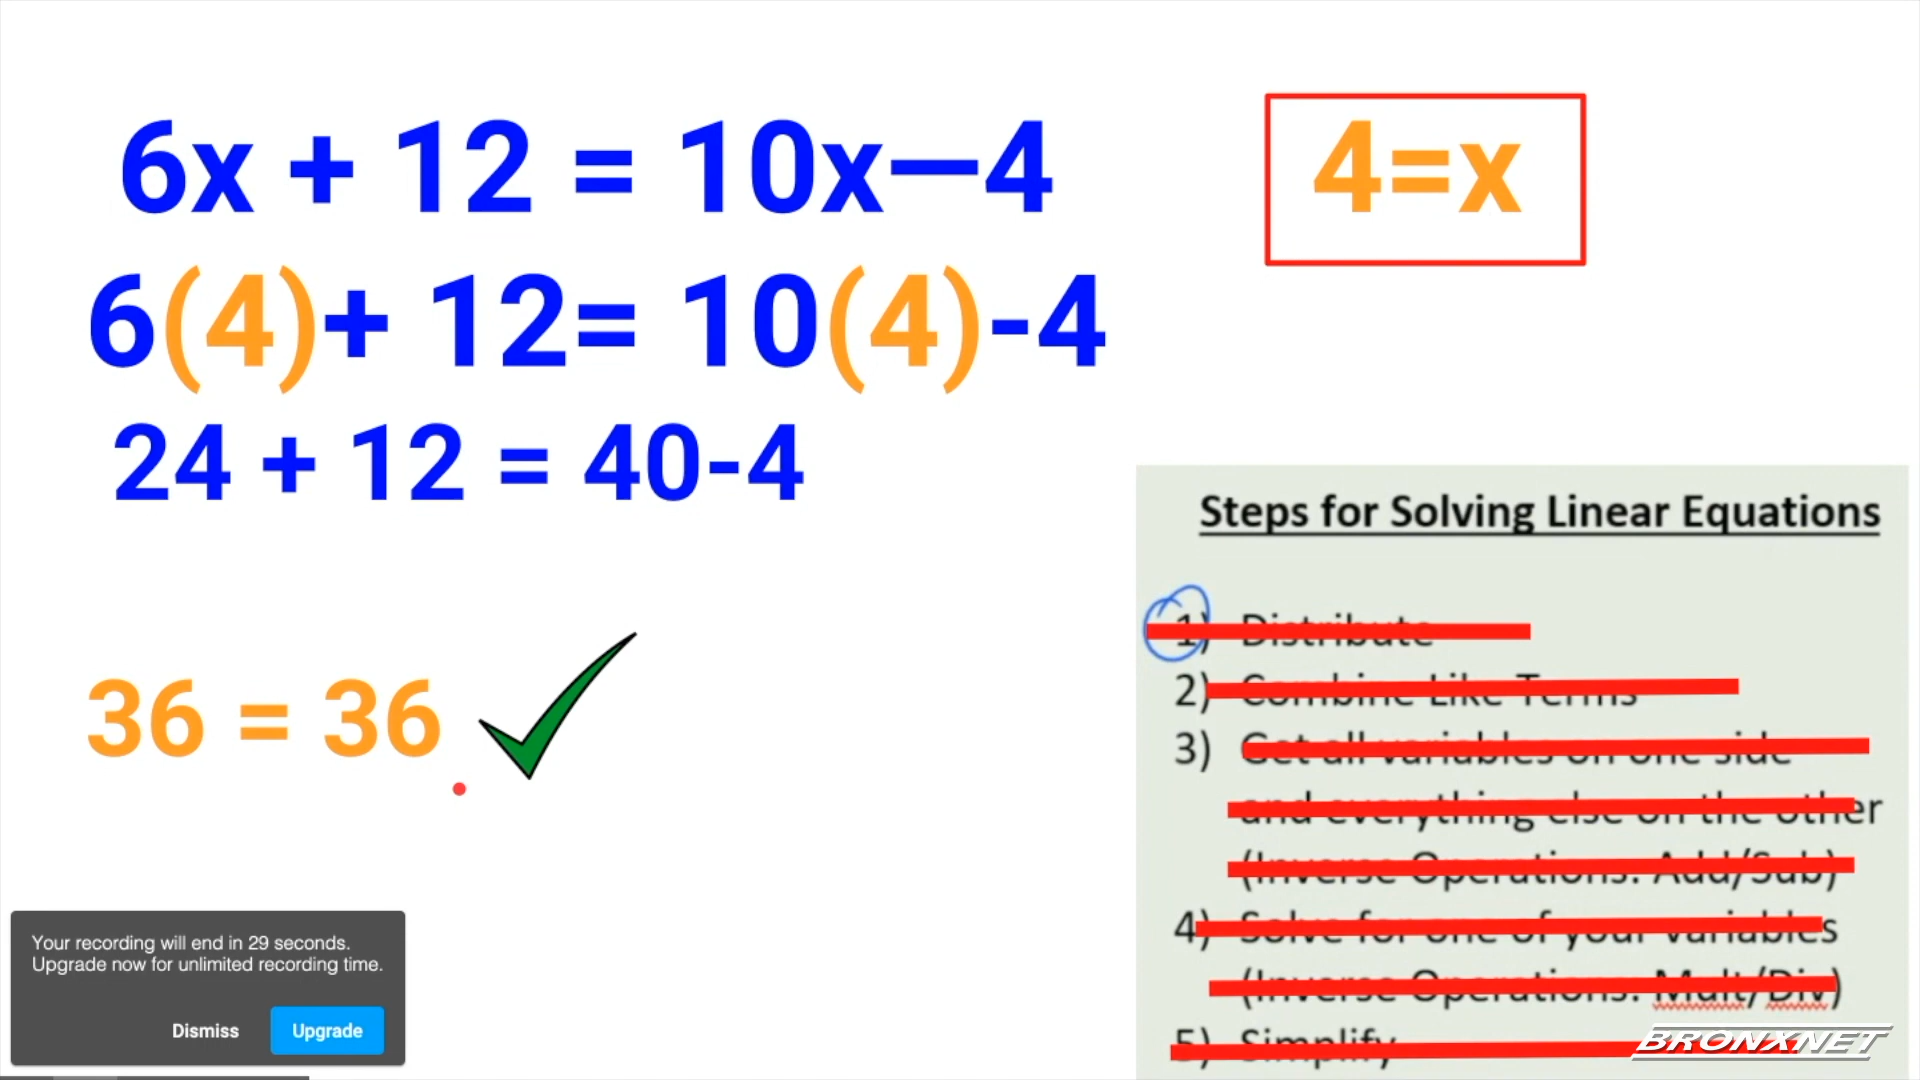 6x + 12 = 10x—4
4=x
6(4)+ 12= 10(4)-4
24 + 12 = 40-4
36 = 36
Steps for Solving Linear Equations
1) Distribute
2) Combine Like Terms
3) Get all variables on one side
and everything else on the other
(Inverse Operations: Add/Sub)
4) Solve for one of your variables
(Inverse Operations: Mult/Div)
5) Simplify
Your recording will end in 29 seconds.
Upgrade now for unlimited recording time.
Dismiss
Upgrade
BRONXNET